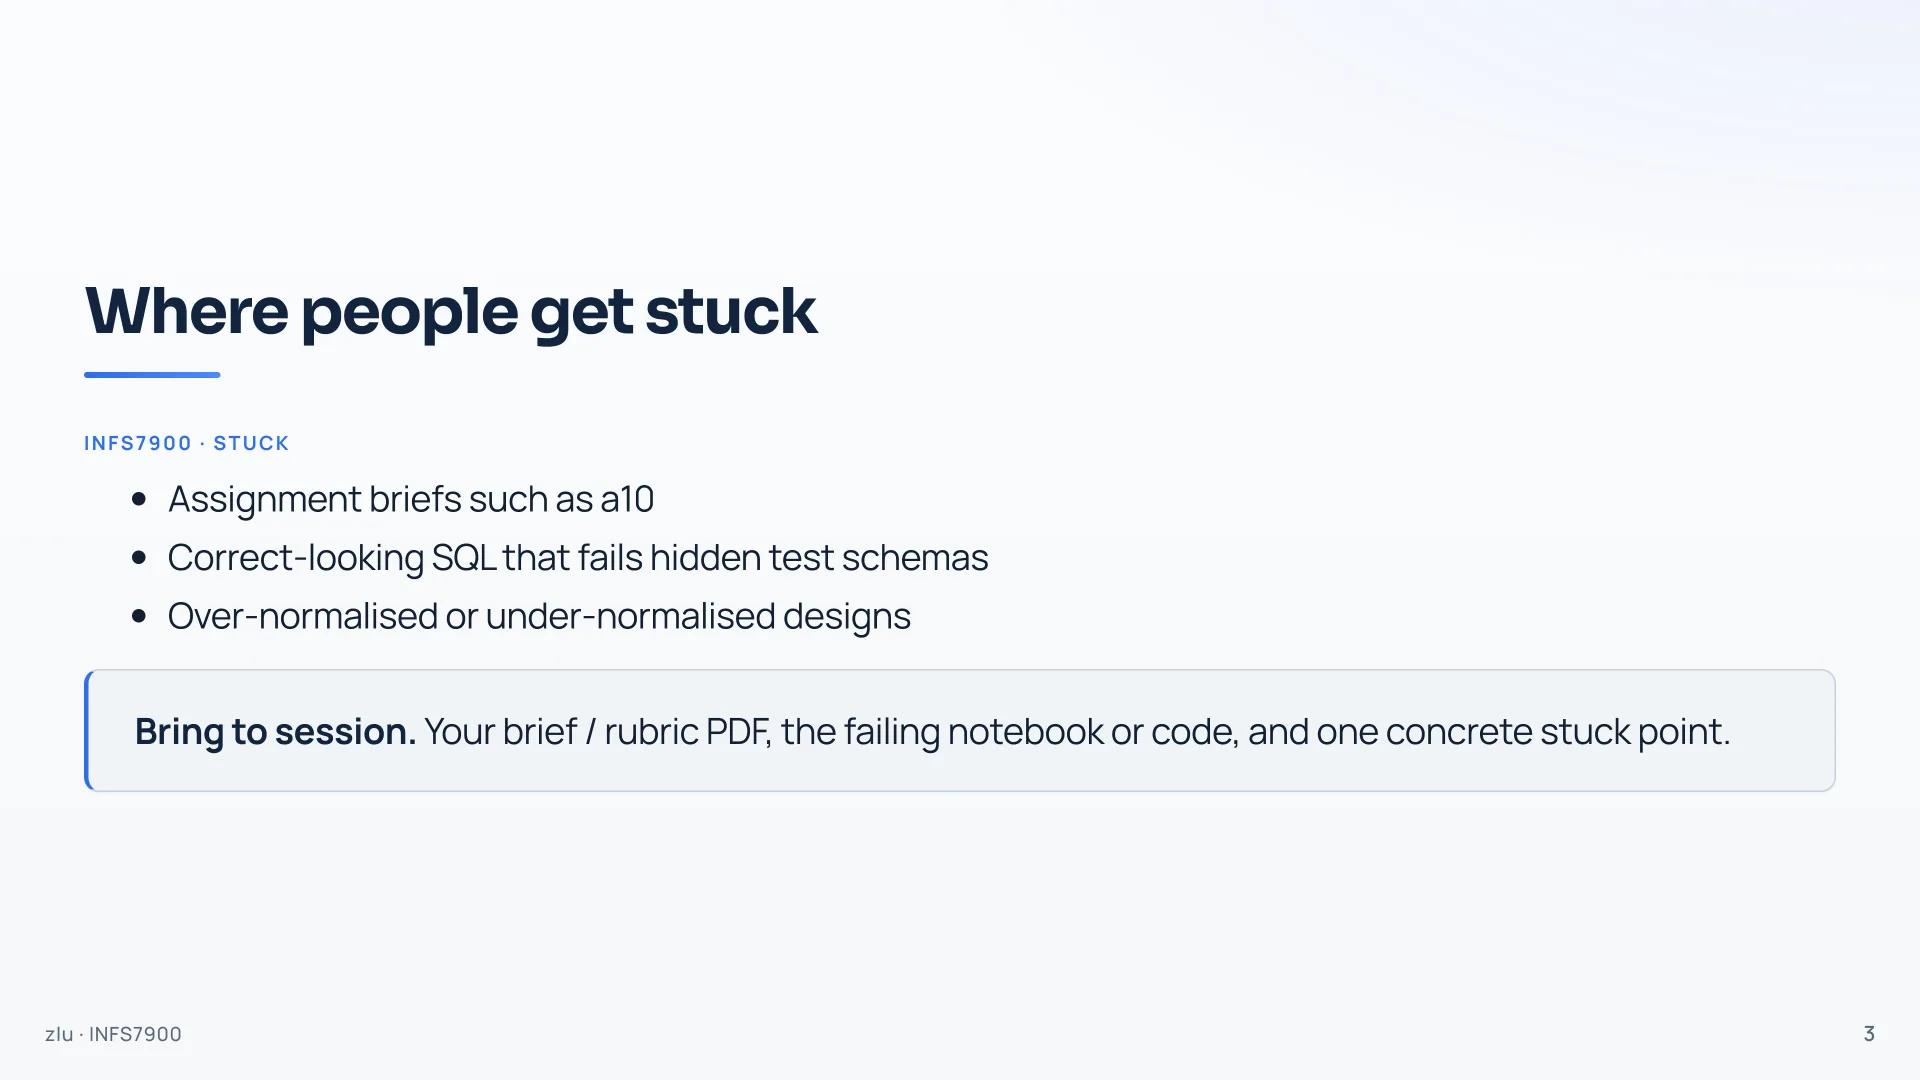 Where people get stuck
INFS7900 · STUCK
• Assignment briefs such as a10
• Correct-looking SQL that fails hidden test schemas
• Over-normalised or under-normalised designs
Bring to session. Your brief / rubric PDF, the failing notebook or code, and one concrete stuck point.
zlu · INFS7900
3